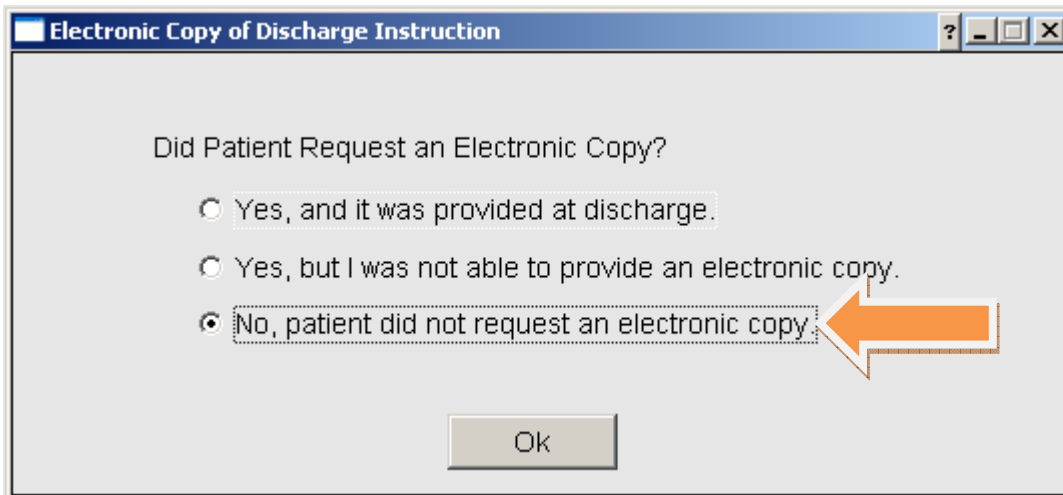 Electronic Copy of Discharge Instruction
Did Patient Request an Electronic Copy?
Yes, and it was provided at discharge.
Yes, but I was not able to provide an electronic copy.
No, patient did not request an electronic copy.
Ok